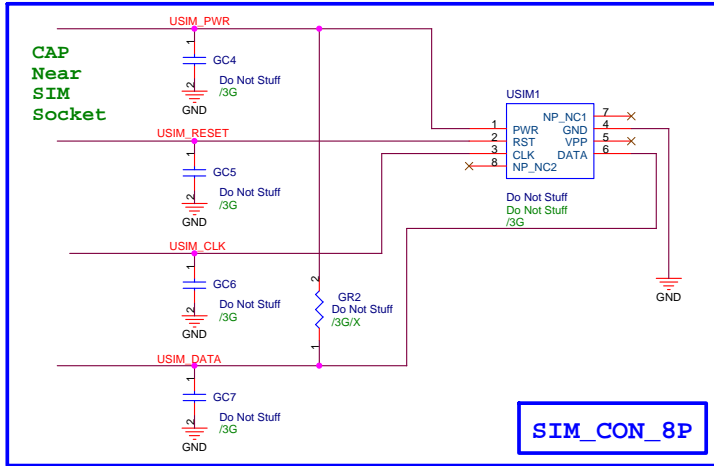 USIM_PWR
CAP
Near
SIM
Socket
1
GC4
Do Not Stuff
/3G
2
GND
USIM_RESET
1
GC5
Do Not Stuff
/3G
2
GND
USIM_CLK
1
GC6
Do Not Stuff
/3G
2
GND
USIM_DATA
1
GC7
Do Not Stuff
/3G
2
GND
2
GR2
Do Not Stuff
/3G/X
1
USIM1
1 PWR
2 RST
3 CLK
8 NP_NC2
NP_NC1 7
GND 4
VPP 5
DATA 6
Do Not Stuff
Do Not Stuff
/3G
GND
SIM_CON_8P